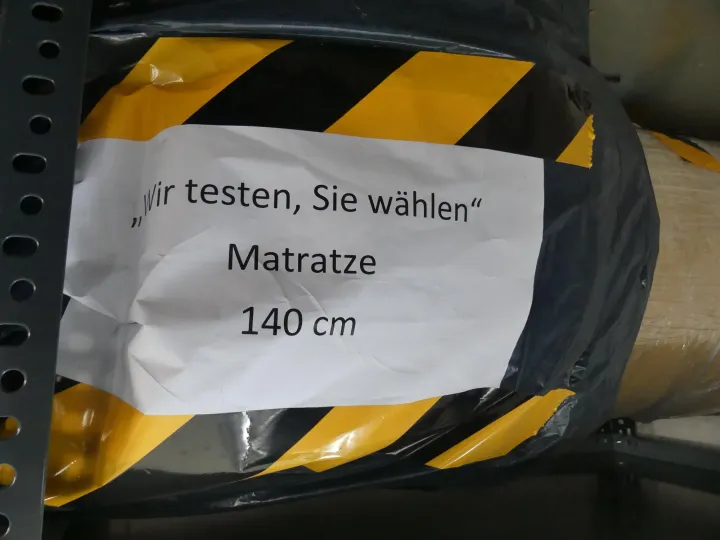 „Wir testen, Sie wählen“
Matratze
140 cm